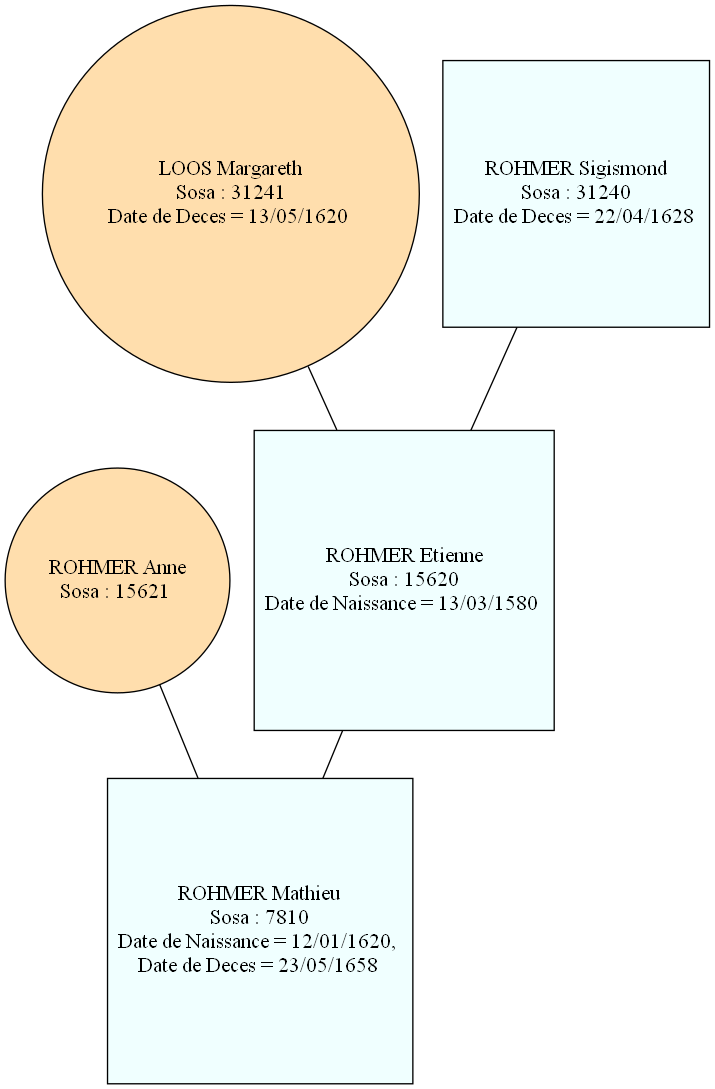 LOOS Margareth
Sosa : 31241
Date de Deces = 13/05/1620
ROHMER Sigismond
Sosa : 31240
Date de Deces = 22/04/1628
ROHMER Anne
Sosa : 15621
ROHMER Etienne
Sosa : 15620
Date de Naissance = 13/03/1580
ROHMER Mathieu
Sosa : 7810
Date de Naissance = 12/01/1620,
Date de Deces = 23/05/1658